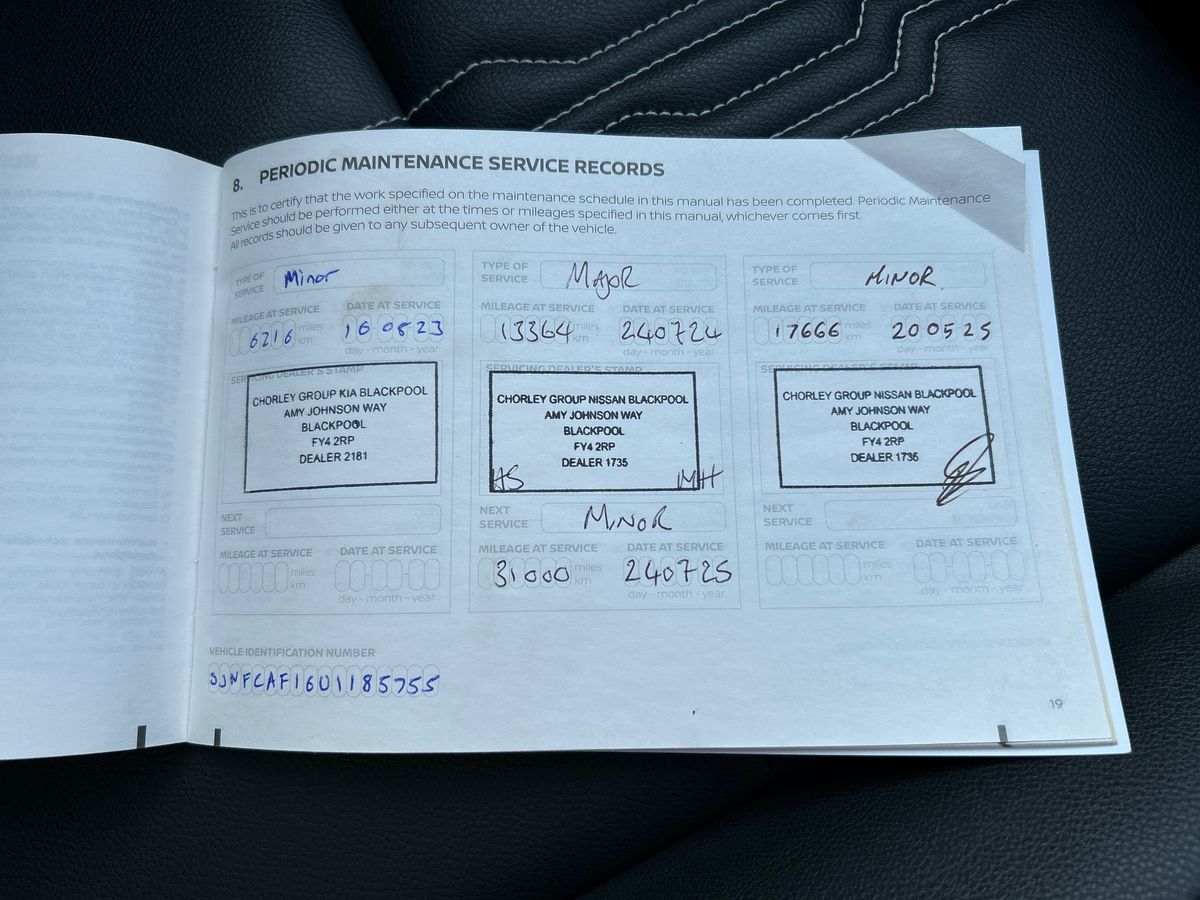 8. PERIODIC MAINTENANCE SERVICE RECORDS
This is to certify that the work specified on the maintenance schedule in this manual has been completed. Periodic Maintenance
Service should be performed either at the times or mileages specified in this manual, whichever comes first.
All records should be given to any subsequent owner of the vehicle.
TYPE OF SERVICE Minor
MILEAGE AT SERVICE DATE AT SERVICE
6216 miles km 16 05 23
day - month - year
SERVICING DEALER'S STAMP
CHORLEY GROUP KIA BLACKPOOL
AMY JOHNSON WAY
BLACKPOOL
FY4 2RP
DEALER 2181
NEXT SERVICE
MILEAGE AT SERVICE DATE AT SERVICE
miles km
day - month - year
TYPE OF SERVICE MAJOR
MILEAGE AT SERVICE DATE AT SERVICE
13364 miles km 240724
day - month - year
SERVICING DEALER'S STAMP
CHORLEY GROUP NISSAN BLACKPOOL
AMY JOHNSON WAY
BLACKPOOL
FY4 2RP
DEALER 1735
HS MH
NEXT SERVICE MINOR
MILEAGE AT SERVICE DATE AT SERVICE
31000 miles km 240725
day - month - year
TYPE OF SERVICE MINOR
MILEAGE AT SERVICE DATE AT SERVICE
17666 miles km 200525
day - month - year
SERVICING DEALER'S STAMP
CHORLEY GROUP NISSAN BLACKPOOL
AMY JOHNSON WAY
BLACKPOOL
FY4 2RP
DEALER 1735
NEXT SERVICE
MILEAGE AT SERVICE DATE AT SERVICE
miles km
day - month - year
VEHICLE IDENTIFICATION NUMBER
SJNFCAF16U1185755
19